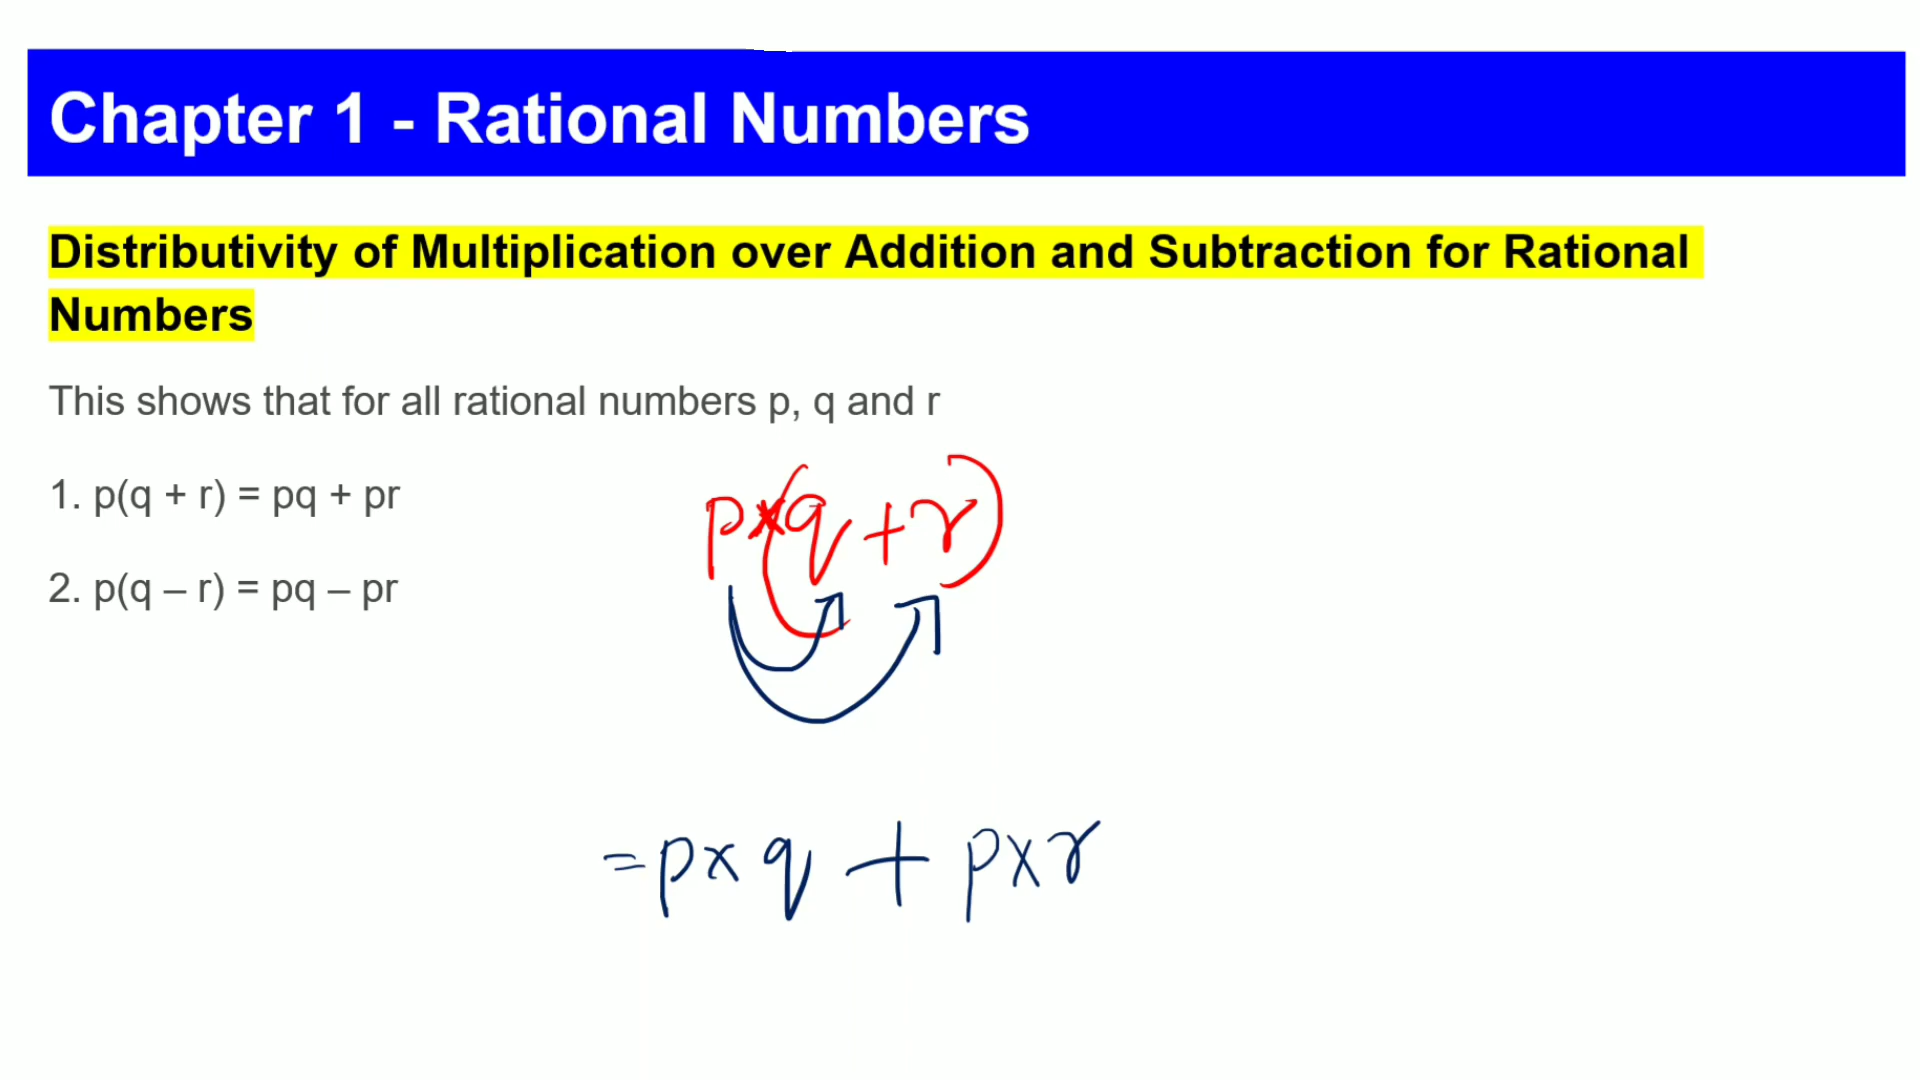 Chapter 1 - Rational Numbers
Distributivity of Multiplication over Addition and Subtraction for Rational
Numbers
This shows that for all rational numbers p, q and r
1. p(q + r) = pq + pr
p×(q + r)
2. p(q – r) = pq – pr
= p × q + p × r